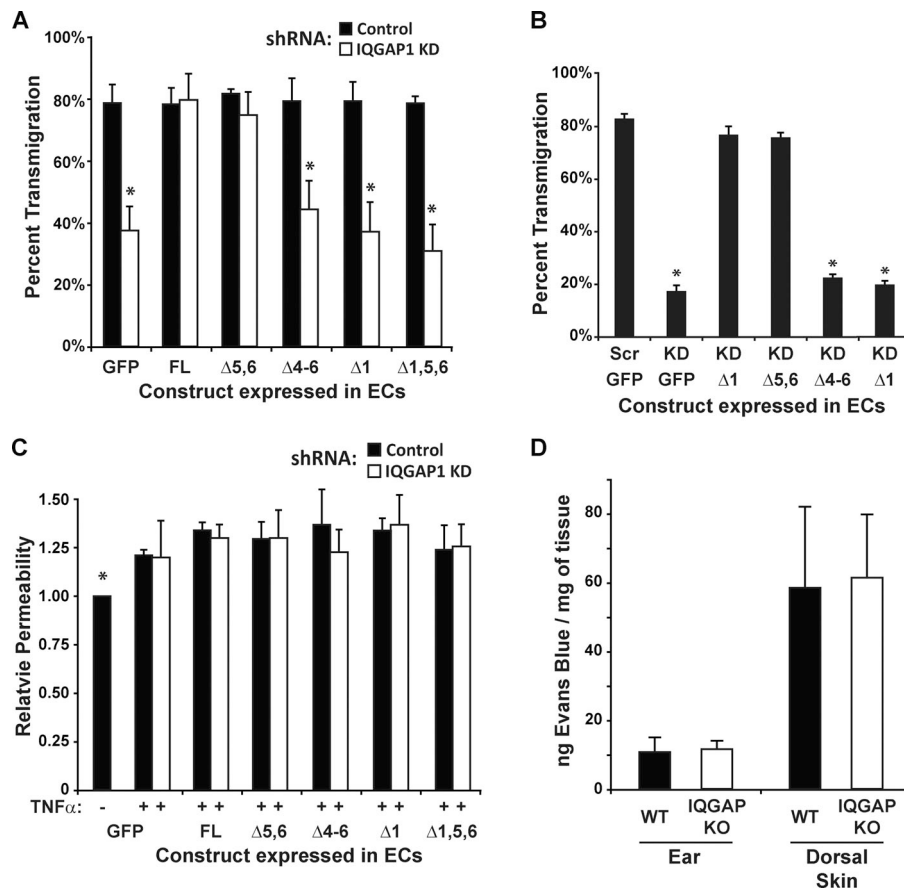 A
shRNA:
Control
IQGAP1 KD
Percent Transmigration
100%
80%
60%
40%
20%
0%
* * * *
GFP FL Δ5,6 Δ4-6 Δ1 Δ1,5,6
Construct expressed in ECs
B
Percent Transmigration
100%
80%
60%
40%
20%
0%
* * *
Scr KD KD KD KD KD
GFP GFP Δ1 Δ5,6 Δ4-6 Δ1
Construct expressed in ECs
C
shRNA:
Control
IQGAP1 KD
Relatvie Permeability
1.50
1.25
1.00
0.75
0.50
0.25
0
*
TNFα: - + + + + + + + + + + + +
GFP FL Δ5,6 Δ4-6 Δ1 Δ1,5,6
Construct expressed in ECs
D
ng Evans Blue / mg of tissue
100
80
60
40
20
0
WT IQGAP KO WT IQGAP KO
Ear Dorsal
Skin